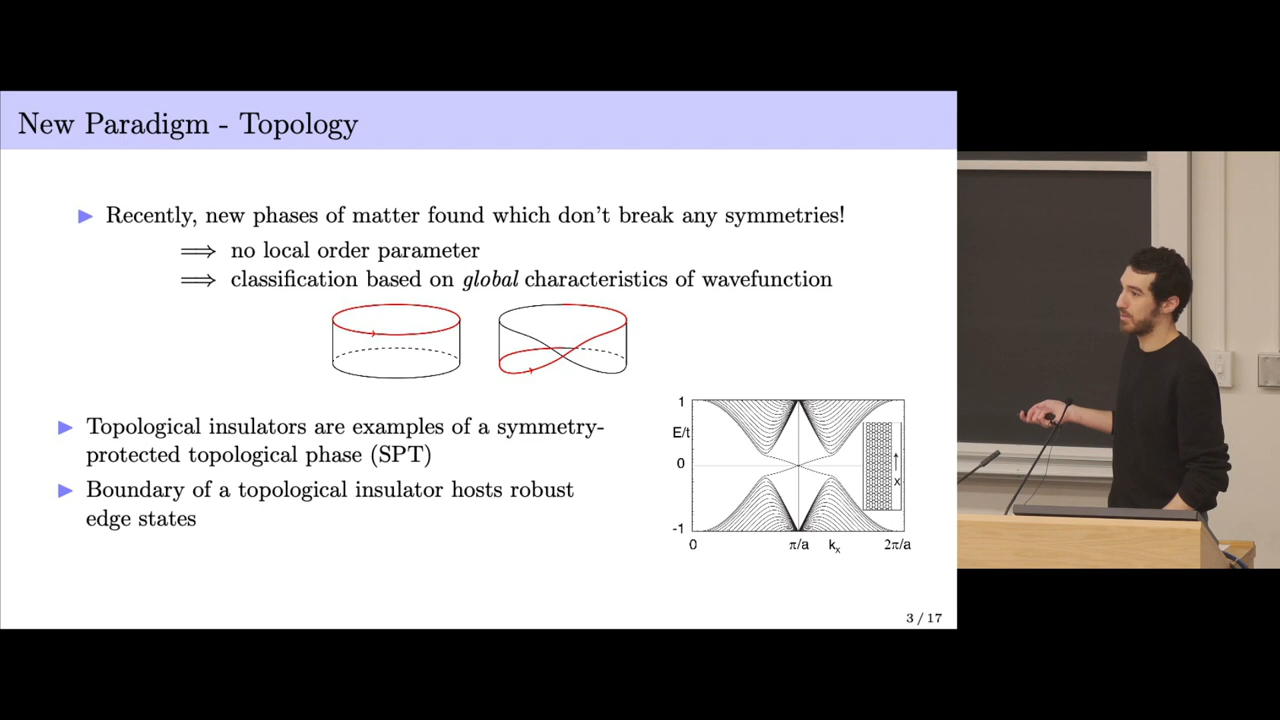 New Paradigm - Topology
▶ Recently, new phases of matter found which don't break any symmetries!
⟹ no local order parameter
⟹ classification based on global characteristics of wavefunction
▶ Topological insulators are examples of a symmetry-
protected topological phase (SPT)
▶ Boundary of a topological insulator hosts robust
edge states
1
E/t
0
-1
x
0 π/a kx 2π/a
3 / 17